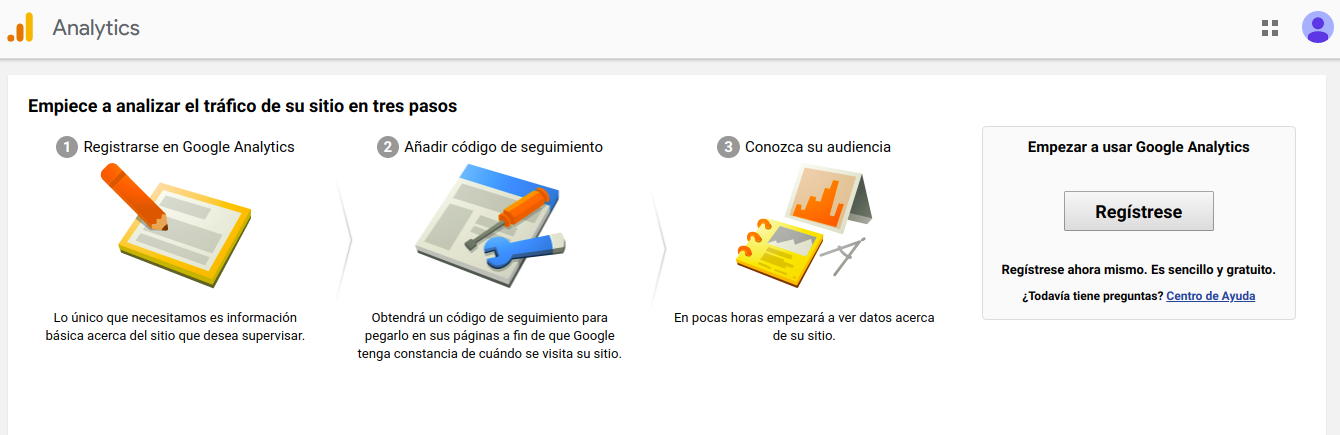 Analytics
Empiece a analizar el tráfico de su sitio en tres pasos
1 Registrarse en Google Analytics
Lo único que necesitamos es información
básica acerca del sitio que desea supervisar.
2 Añadir código de seguimiento
Obtendrá un código de seguimiento para
pegarlo en sus páginas a fin de que Google
tenga constancia de cuándo se visita su sitio.
3 Conozca su audiencia
En pocas horas empezará a ver datos acerca
de su sitio.
Empezar a usar Google Analytics
Regístrese
Regístrese ahora mismo. Es sencillo y gratuito.
¿Todavía tiene preguntas? Centro de Ayuda